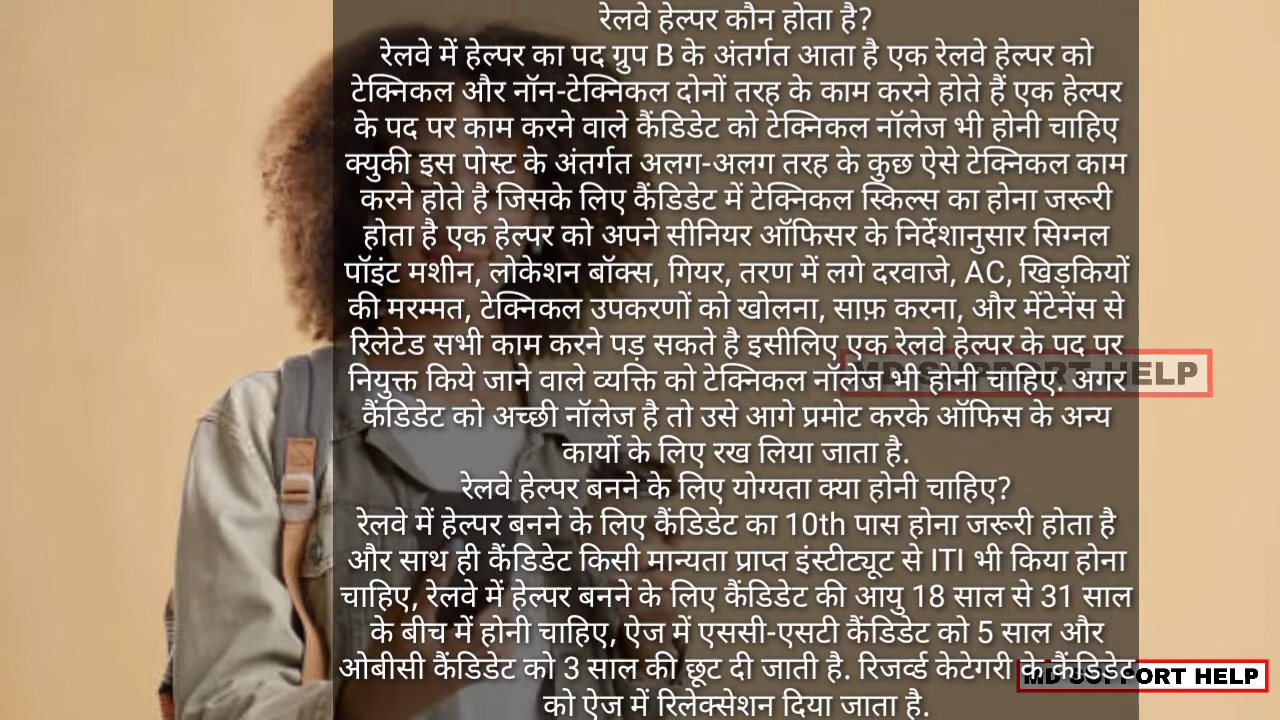 रेलवे हेल्पर कौन होता है?
रेलवे में हेल्पर का पद ग्रुप B के अंतर्गत आता है एक रेलवे हेल्पर को
टेक्निकल और नॉन-टेक्निकल दोनों तरह के काम करने होते हैं एक हेल्पर
के पद पर काम करने वाले कैंडिडेट को टेक्निकल नॉलेज भी होनी चाहिए
क्युकी इस पोस्ट के अंतर्गत अलग-अलग तरह के कुछ ऐसे टेक्निकल काम
करने होते है जिसके लिए कैंडिडेट में टेक्निकल स्किल्स का होना जरूरी
होता है एक हेल्पर को अपने सीनियर ऑफिसर के निर्देशानुसार सिग्नल
पॉइंट मशीन, लोकेशन बॉक्स, गियर, तरण में लगे दरवाजे, AC, खिड़कियों
की मरम्मत, टेक्निकल उपकरणों को खोलना, साफ़ करना, और मेंटेनेंस से
रिलेटेड सभी काम करने पड़ सकते है इसीलिए एक रेलवे हेल्पर के पद पर
नियुक्त किये जाने वाले व्यक्ति को टेक्निकल नॉलेज भी होनी चाहिए. अगर
MD SUPPORT HELP
कैंडिडेट को अच्छी नॉलेज है तो उसे आगे प्रमोट करके ऑफिस के अन्य
कार्यो के लिए रख लिया जाता है.
रेलवे हेल्पर बनने के लिए योग्यता क्या होनी चाहिए?
रेलवे में हेल्पर बनने के लिए कैंडिडेट का 10th पास होना जरूरी होता है
और साथ ही कैंडिडेट किसी मान्यता प्राप्त इंस्टीट्यूट से ITI भी किया होना
चाहिए, रेलवे में हेल्पर बनने के लिए कैंडिडेट की आयु 18 साल से 31 साल
के बीच में होनी चाहिए, ऐज में एससी-एसटी कैंडिडेट को 5 साल और
ओबीसी कैंडिडेट को 3 साल की छूट दी जाती है. रिजर्व्ड केटेगरी के कैंडिडेट
MD SUPPORT HELP
को ऐज में रिलेक्सेशन दिया जाता है.